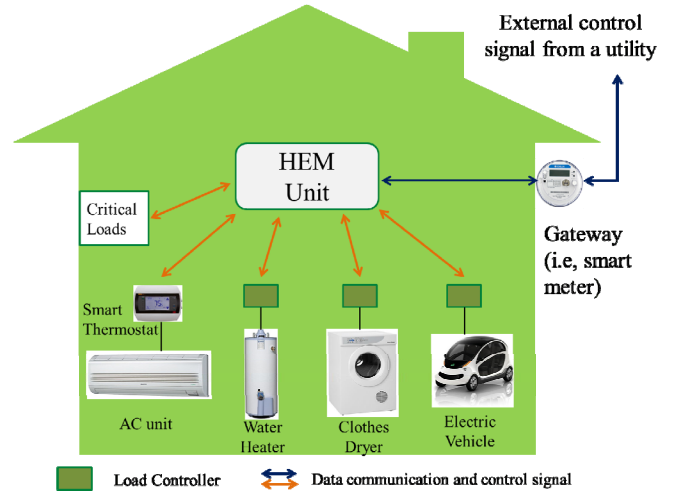 External control
signal from a utility
HEM
Unit
Critical
Loads
Gateway
(i.e, smart
meter)
Smart
Thermostat
75
AC unit
Water
Heater
Clothes
Dryer
Electric
Vehicle
Load Controller
Data communication and control signal